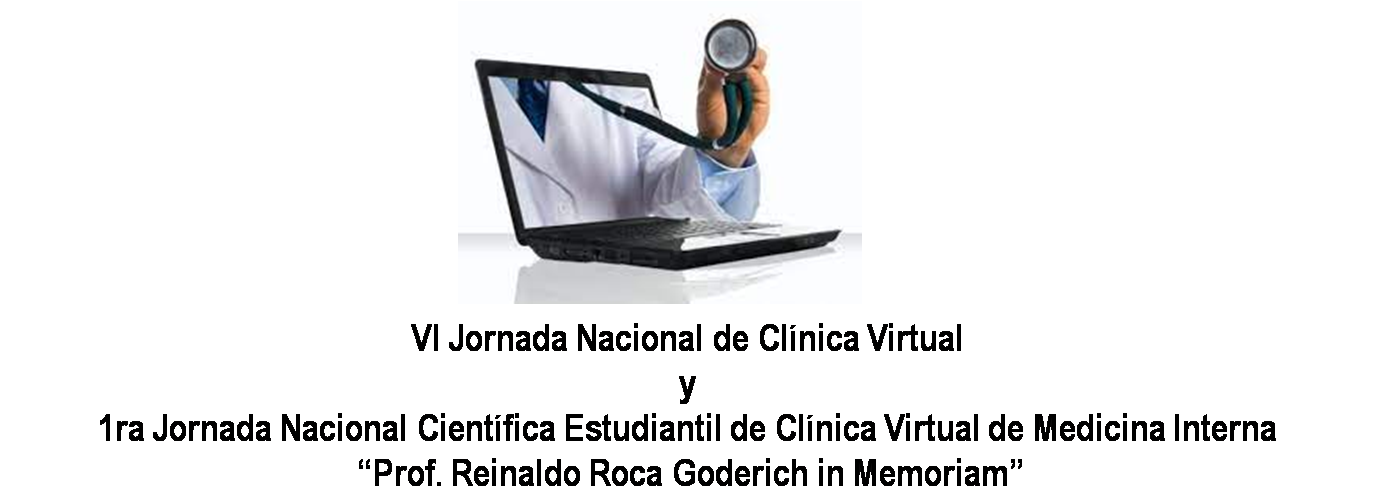 VI Jornada Nacional de Clínica Virtual
y
1ra Jornada Nacional Científica Estudiantil de Clínica Virtual de Medicina Interna
“Prof. Reinaldo Roca Goderich in Memoriam”